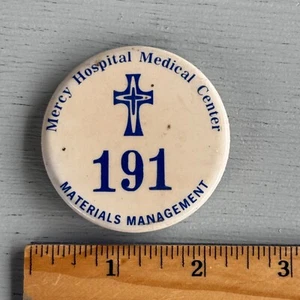 Mercy Hospital Medical Center
191
MATERIALS MANAGEMENT
1 2 3